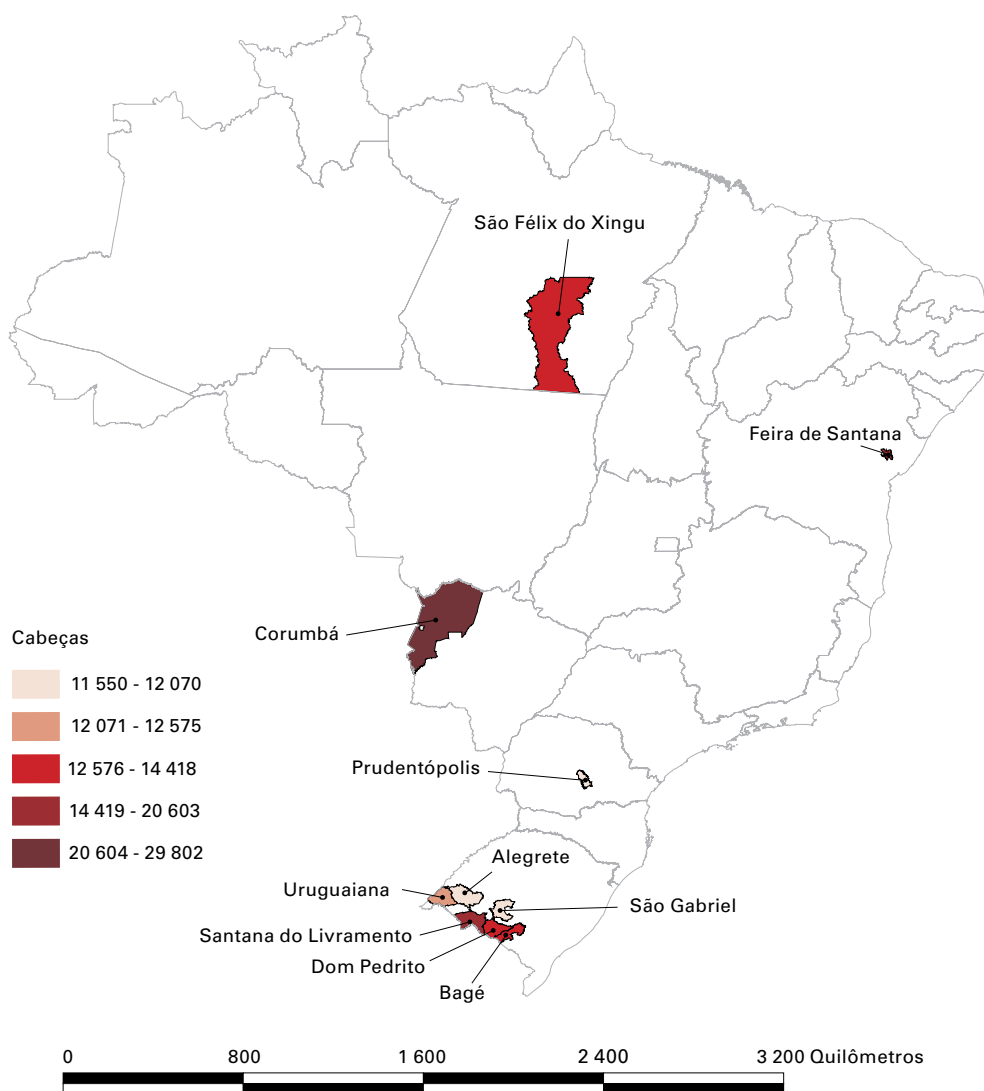 São Félix do Xingu
Feira de Santana
Corumbá
Cabeças
11 550 - 12 070
12 071 - 12 575
12 576 - 14 418
14 419 - 20 603
20 604 - 29 802
Prudentópolis
Alegrete
Uruguaiana
São Gabriel
Santana do Livramento
Dom Pedrito
Bagé
0 800 1 600 2 400 3 200 Quilômetros